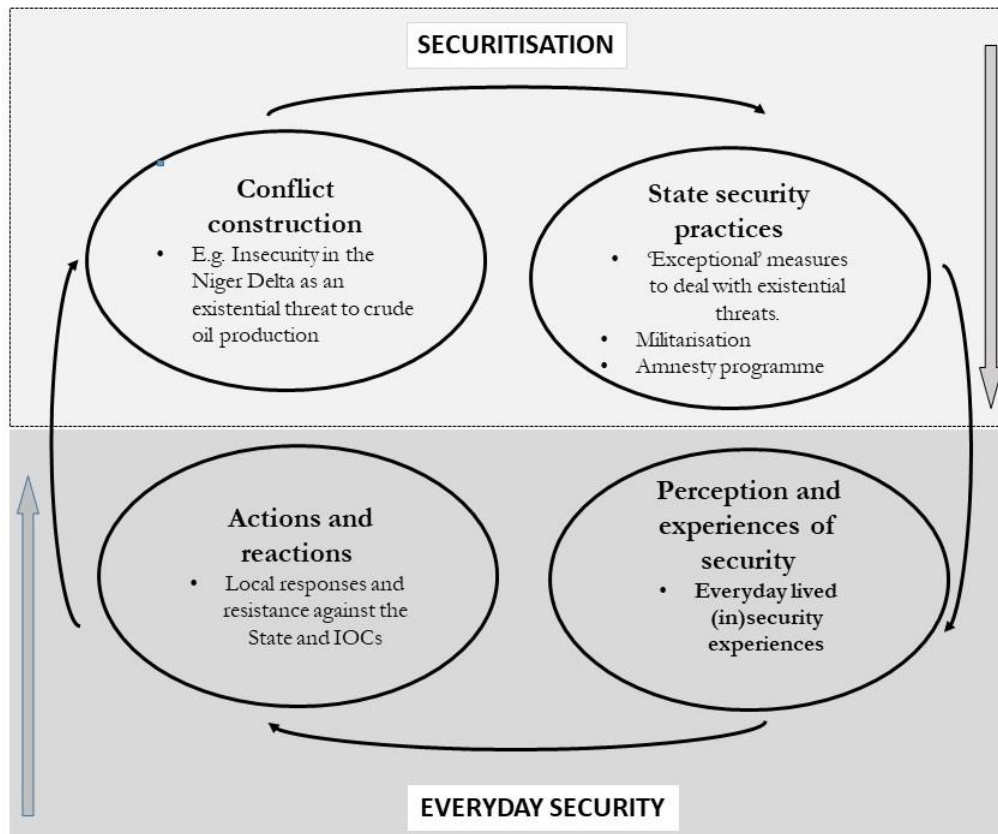 SECURITISATION
Conflict
construction
• E.g. Insecurity in the
Niger Delta as an
existential threat to crude
oil production
State security
practices
• ‘Exceptional’ measures
to deal with existential
threats.
• Militarisation
• Amnesty programme
Actions and
reactions
• Local responses and
resistance against the
State and IOCs
Perception and
experiences of
security
• Everyday lived
(in)security
experiences
EVERYDAY SECURITY